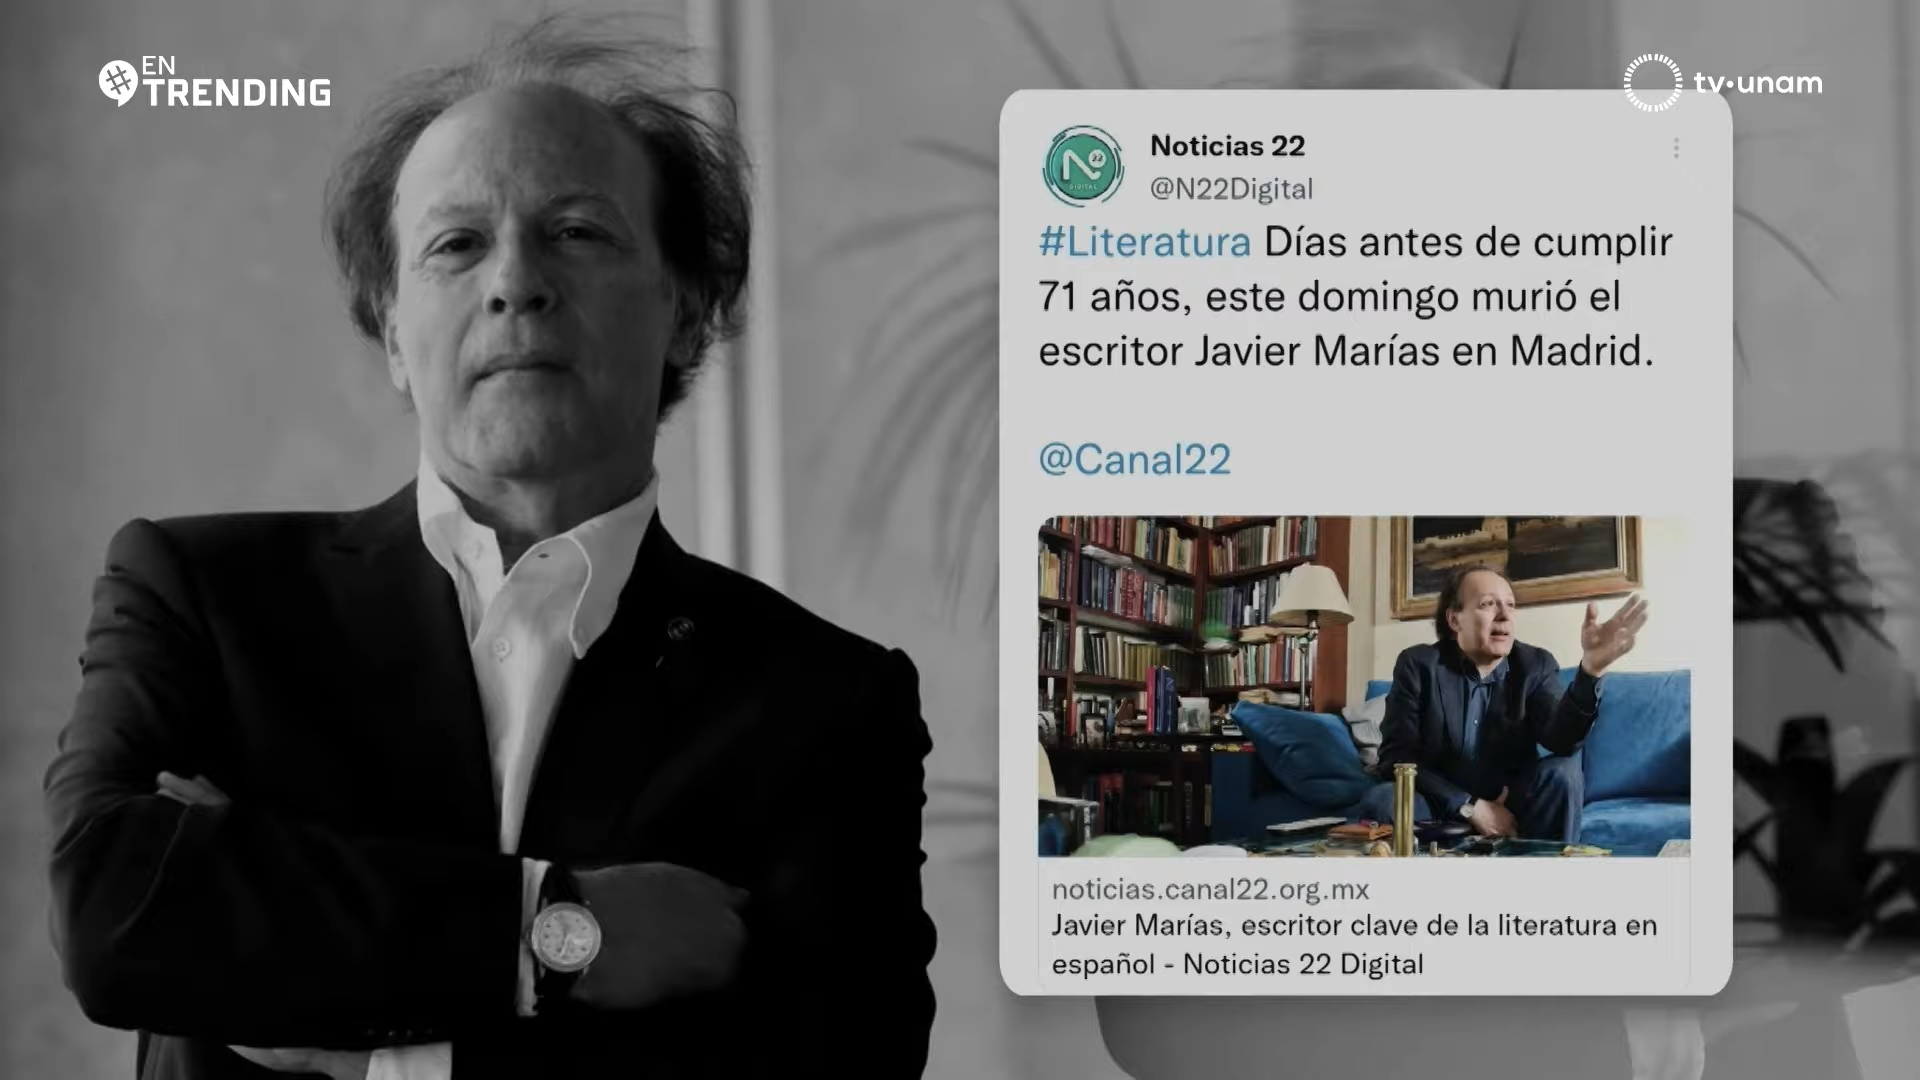 EN
TRENDING
tv·unam
Noticias 22
@N22Digital
#Literatura Días antes de cumplir
71 años, este domingo murió el
escritor Javier Marías en Madrid.
@Canal22
noticias.canal22.org.mx
Javier Marías, escritor clave de la literatura en
español - Noticias 22 Digital